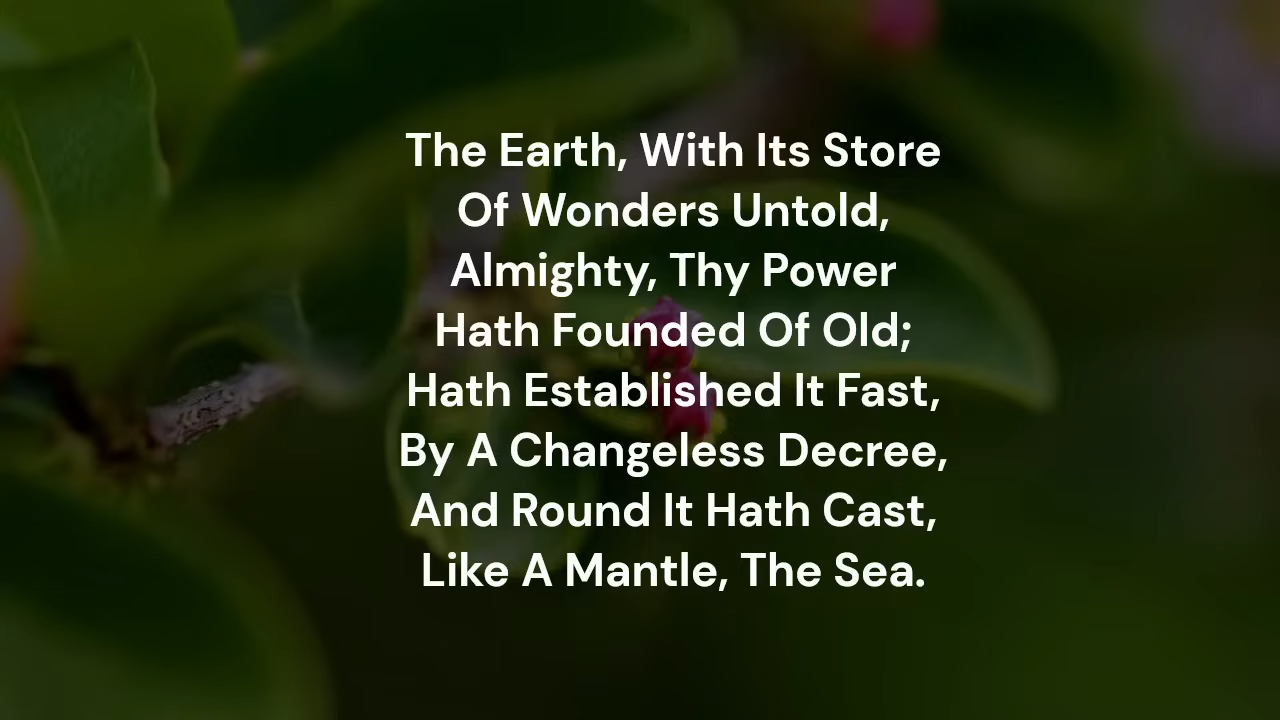 The Earth, With Its Store
Of Wonders Untold,
Almighty, Thy Power
Hath Founded Of Old;
Hath Established It Fast,
By A Changeless Decree,
And Round It Hath Cast,
Like A Mantle, The Sea.